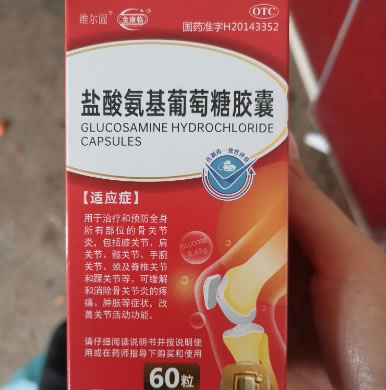 维尔固 金康临 OTC
国药准字H20143352
盐酸氨基葡萄糖胶囊
GLUCOSAMINE HYDROCHLORIDE
CAPSULES
【适应症】
用于治疗和预防全身
所有部位的骨关节
炎，包括膝关节、肩
关节、髋关节、手腕
关节、颈及脊椎关节
和踝关节等。可缓解
和消除骨关节炎的疼
痛、肿胀等症状，改
善关节活动功能。
请仔细阅读说明书并按说明使
用或在药师指导下购买和使用
60粒